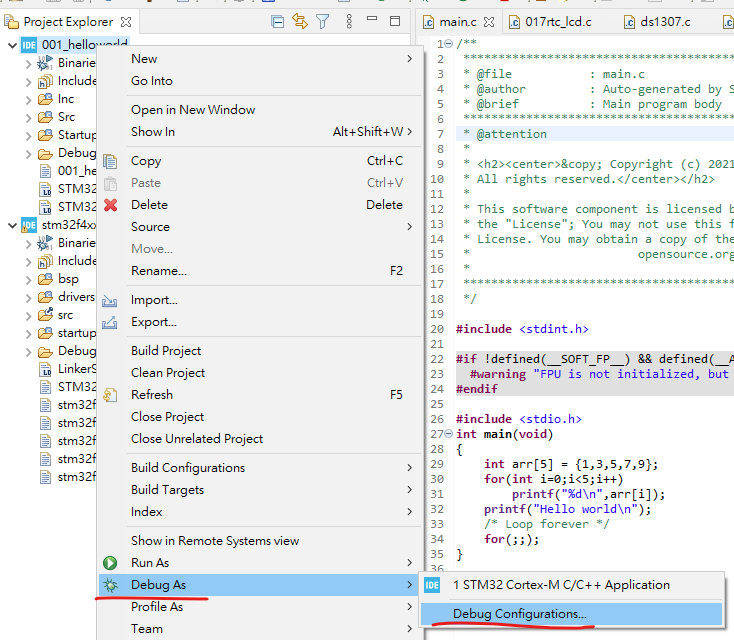 Project Explorer
main.c
017rtc_lcd.c
ds1307.c
IDE 001_helloworld
Binarie
Include
Inc
Src
Startup
Debug
001_he
STM32
STM32
IDE stm32f4xx
Binarie
Include
bsp
drivers
src
startup
Debug
LinkerS
STM32
stm32f
stm32f
stm32f
stm32f
stm32f
New
Go Into
Open in New Window
Show In Alt+Shift+W
Copy Ctrl+C
Paste Ctrl+V
Delete Delete
Source
Move...
Rename... F2
Import...
Export...
Build Project
Clean Project
Refresh F5
Close Project
Close Unrelated Project
Build Configurations
Build Targets
Index
Show in Remote Systems view
Run As
Debug As
Profile As
Team
IDE 1 STM32 Cortex-M C/C++ Application
Debug Configurations...
1 /**
2 ******************************
3 * @file : main.c
4 * @author : Auto-generated by S
5 * @brief : Main program body
6 ******************************
7 * @attention
8 *
9 * <h2><center>&copy; Copyright (c) 2021
10 * All rights reserved.</center></h2>
11 *
12 * This software component is licensed b
13 * the "License"; You may not use this f
14 * License. You may obtain a copy of the
15 * opensource.org
16 *
17 ******************************
18 */
19
20 #include <stdint.h>
21
22 #if !defined(__SOFT_FP__) && defined(__A
23 #warning "FPU is not initialized, but
24 #endif
25
26 #include <stdio.h>
27 int main(void)
28 {
29 int arr[5] = {1,3,5,7,9};
30 for(int i=0;i<5;i++)
31 printf("%d\n",arr[i]);
32 printf("Hello world\n");
33 /* Loop forever */
34 for(;;);
35 }
36